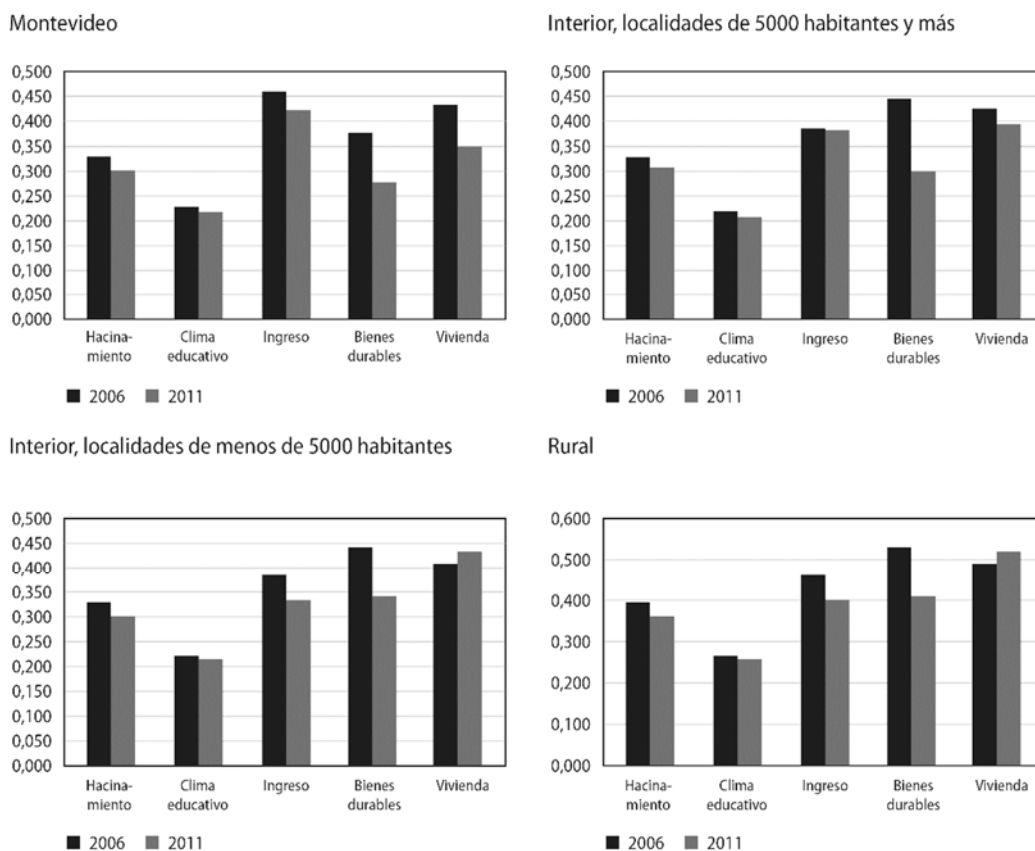 Montevideo
0,500
0,450
0,400
0,350
0,300
0,250
0,200
0,150
0,100
0,050
0,000
Hacina-
miento
Clima
educativo
Ingreso
Bienes
durables
Vivienda
2006 2011
Interior, localidades de 5000 habitantes y más
0,500
0,450
0,400
0,350
0,300
0,250
0,200
0,150
0,100
0,050
0,000
Hacina-
miento
Clima
educativo
Ingreso
Bienes
durables
Vivienda
2006 2011
Interior, localidades de menos de 5000 habitantes
0,500
0,450
0,400
0,350
0,300
0,250
0,200
0,150
0,100
0,050
0,000
Hacina-
miento
Clima
educativo
Ingreso
Bienes
durables
Vivienda
2006 2011
Rural
0,600
0,500
0,400
0,300
0,200
0,100
0,000
Hacina-
miento
Clima
educativo
Ingreso
Bienes
durables
Vivienda
2006 2011